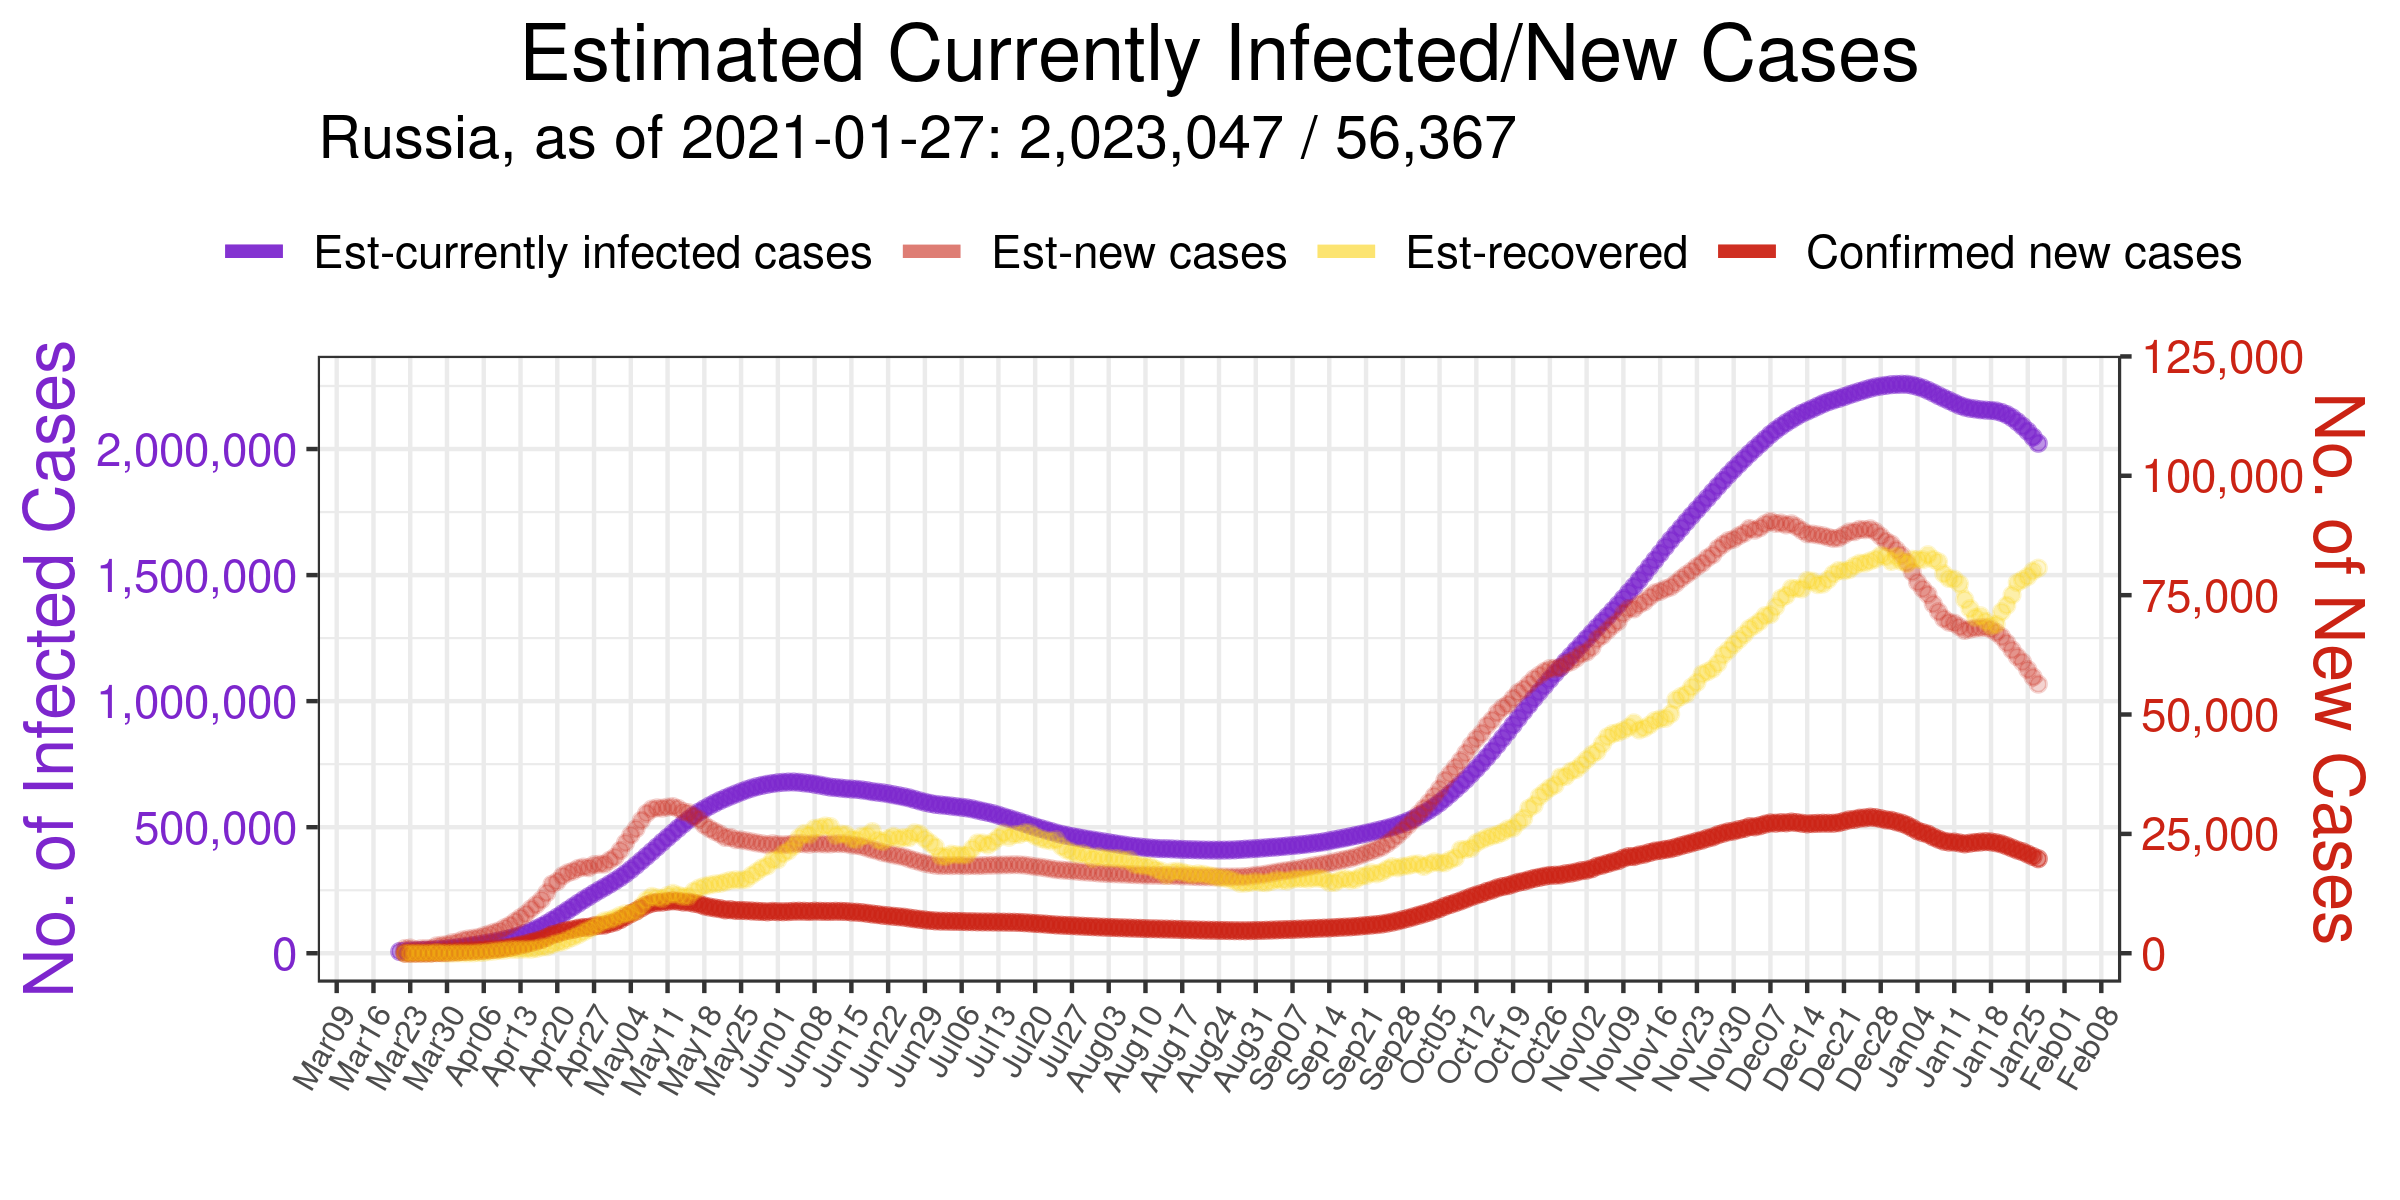 Estimated Currently Infected/New Cases
Russia, as of 2021-01-27: 2,023,047 / 56,367
Est-currently infected cases Est-new cases Est-recovered Confirmed new cases
No. of Infected Cases
2,000,000
1,500,000
1,000,000
500,000
0
125,000
100,000
75,000
50,000
25,000
0
No. of New Cases
Mar09 Mar16 Mar23 Mar30 Apr06 Apr13 Apr20 Apr27 May04 May11 May18 May25 Jun01 Jun08 Jun15 Jun22 Jun29 Jul06 Jul13 Jul20 Jul27 Aug03 Aug10 Aug17 Aug24 Aug31 Sep07 Sep14 Sep21 Sep28 Oct05 Oct12 Oct19 Oct26 Nov02 Nov09 Nov16 Nov23 Nov30 Dec07 Dec14 Dec21 Dec28 Jan04 Jan11 Jan18 Jan25 Feb01 Feb08